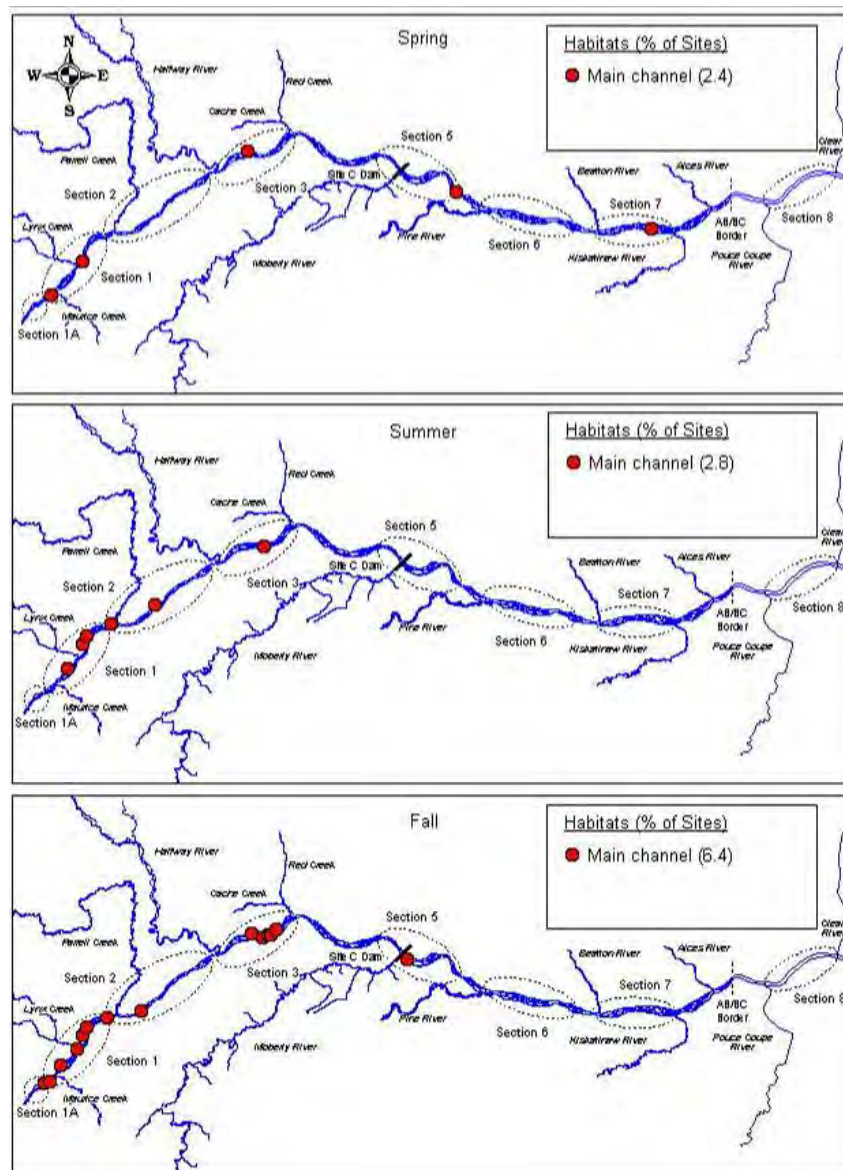 Spring
Habitats (% of Sites)
Main channel (2.4)
N
W E
S
Halfway River
Red Creek
Cache Creek
Farrell Creek
Section 5
Section 2
Section 3
Site C Dam
Beatton River
Alces River
Clear
River
Lynx Creek
Section 7
Section 1
Pine River
Section 6
AB/BC
Border
Section 8
Moberly River
Kiskatinaw River
Pouce Coupe
River
Maurice Creek
Section 1A
Summer
Habitats (% of Sites)
Main channel (2.8)
Halfway River
Red Creek
Cache Creek
Farrell Creek
Section 5
Section 2
Section 3
Site C Dam
Beatton River
Alces River
Clear
River
Lynx Creek
Section 7
Section 1
Pine River
Section 6
AB/BC
Border
Section 8
Moberly River
Kiskatinaw River
Pouce Coupe
River
Maurice Creek
Section 1A
Fall
Habitats (% of Sites)
Main channel (6.4)
Halfway River
Red Creek
Cache Creek
Farrell Creek
Section 5
Section 2
Section 3
Site C Dam
Beatton River
Alces River
Clear
River
Lynx Creek
Section 7
Section 1
Pine River
Section 6
AB/BC
Border
Section 8
Moberly River
Kiskatinaw River
Pouce Coupe
River
Maurice Creek
Section 1A